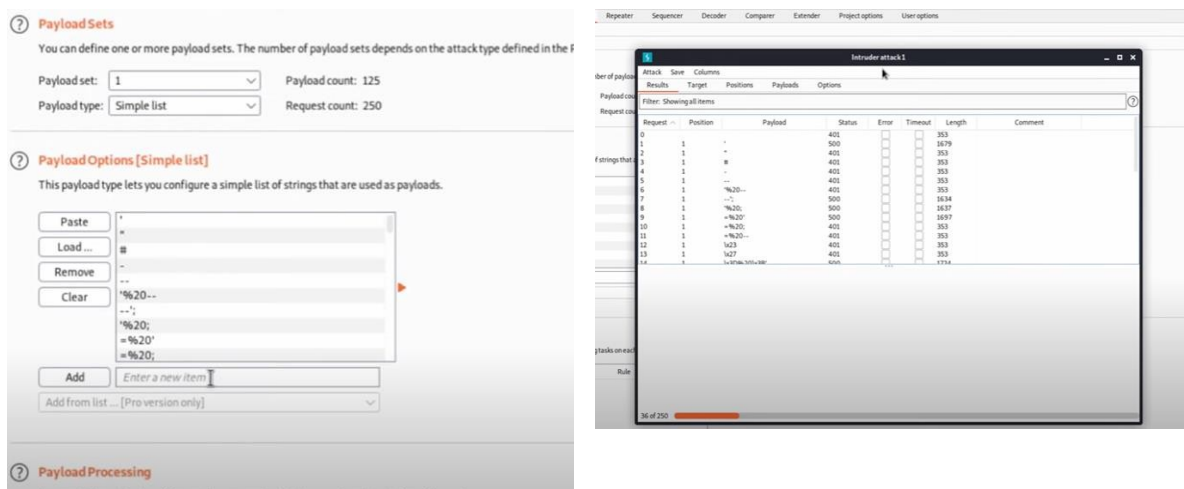 Payload Sets
You can define one or more payload sets. The number of payload sets depends on the attack type defined in the
Payload set: 1
Payload count: 125
Payload type: Simple list
Request count: 250
Payload Options [Simple list]
This payload type lets you configure a simple list of strings that are used as payloads.
Paste
Load ...
Remove
Clear
'
"
#
-
--
'%20--
--';
'%20;
=%20'
=%20;
Add
Enter a new item
Add from list ... [Pro version only]
Payload Processing
Repeater Sequencer Decoder Comparer Extender Project options User options
Intruder attack1
Attack Save Columns
Results Target Positions Payloads Options
Filter: Showing all items
Request Position Payload Status Error Timeout Length Comment
0 401 353
1 1 ' 500 1679
2 1 " 401 353
3 1 # 401 353
4 1 - 401 353
5 1 -- 401 353
6 1 '%20-- 401 353
7 1 --'; 500 1634
8 1 '%20; 500 1637
9 1 =%20' 500 1697
10 1 =%20; 401 353
11 1 =%20-- 401 353
12 1 \x23 401 353
13 1 \x27 401 353
14 1 500 1724
Rule
36 of 250